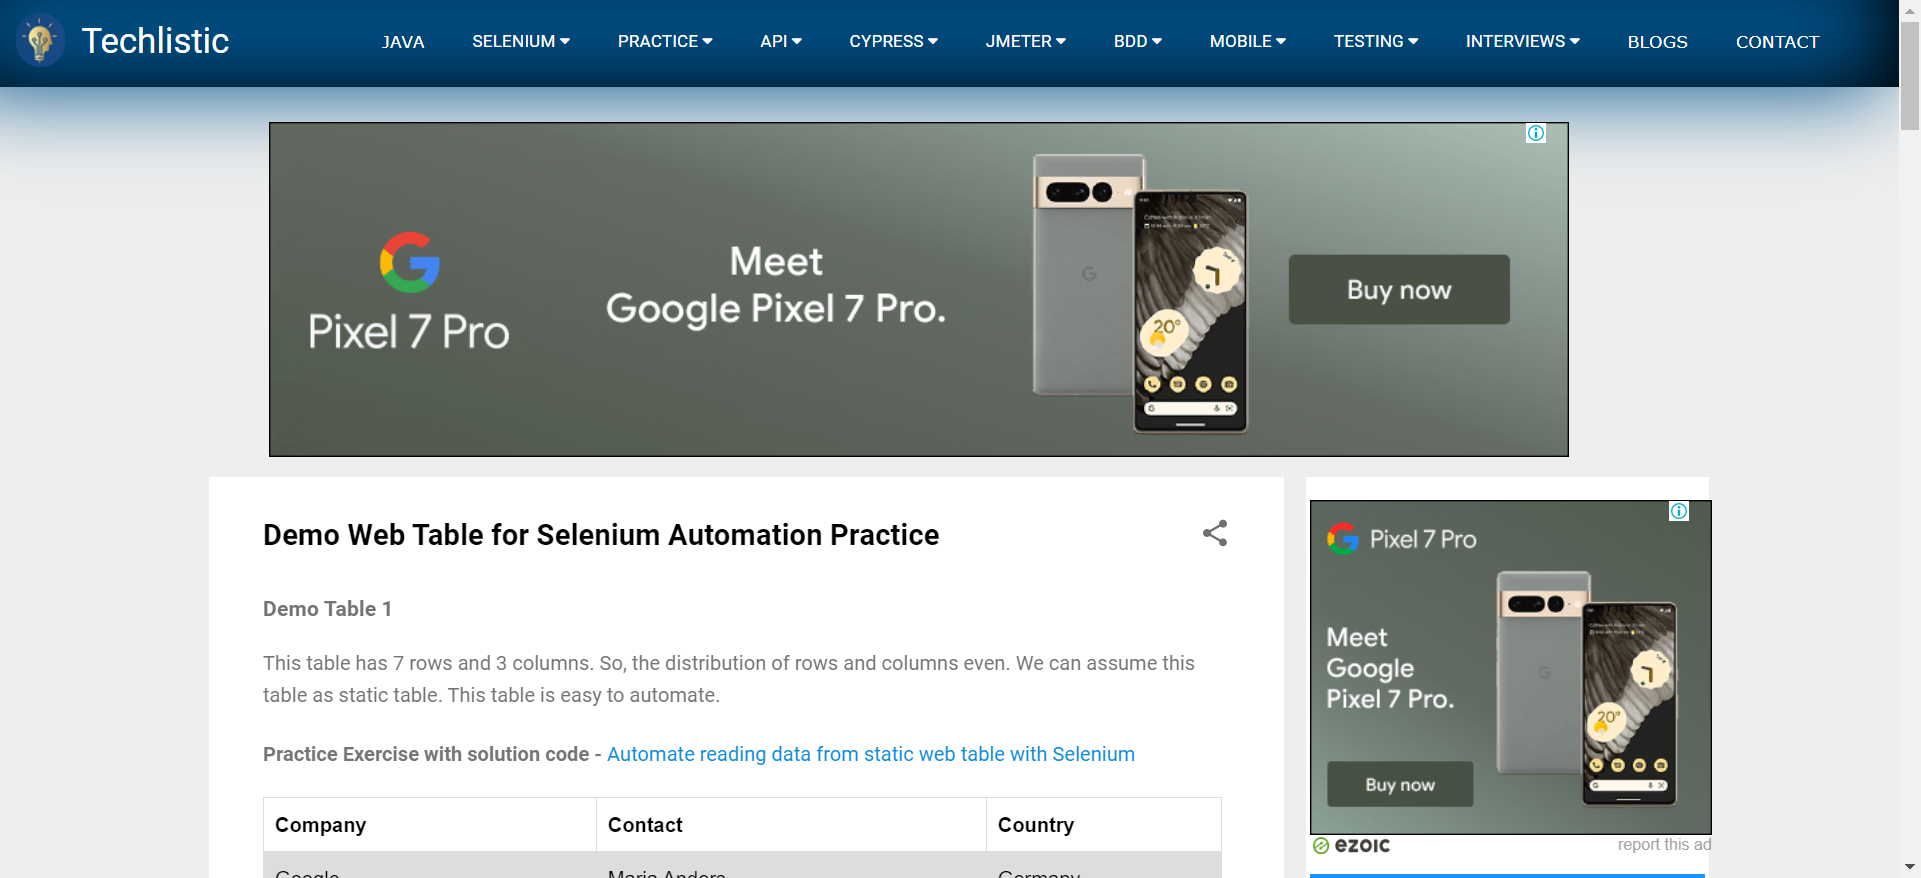 Techlistic
JAVA
SELENIUM
PRACTICE
API
CYPRESS
JMETER
BDD
MOBILE
TESTING
INTERVIEWS
BLOGS
CONTACT
Pixel 7 Pro
Meet
Google Pixel 7 Pro.
20°
Buy now
Demo Web Table for Selenium Automation Practice
Demo Table 1
This table has 7 rows and 3 columns. So, the distribution of rows and columns even. We can assume this
table as static table. This table is easy to automate.
Practice Exercise with solution code - Automate reading data from static web table with Selenium
Company Contact Country
Google Maria Anders Germany
Pixel 7 Pro
Meet
Google
Pixel 7 Pro.
20°
Buy now
ezoic
report this ad